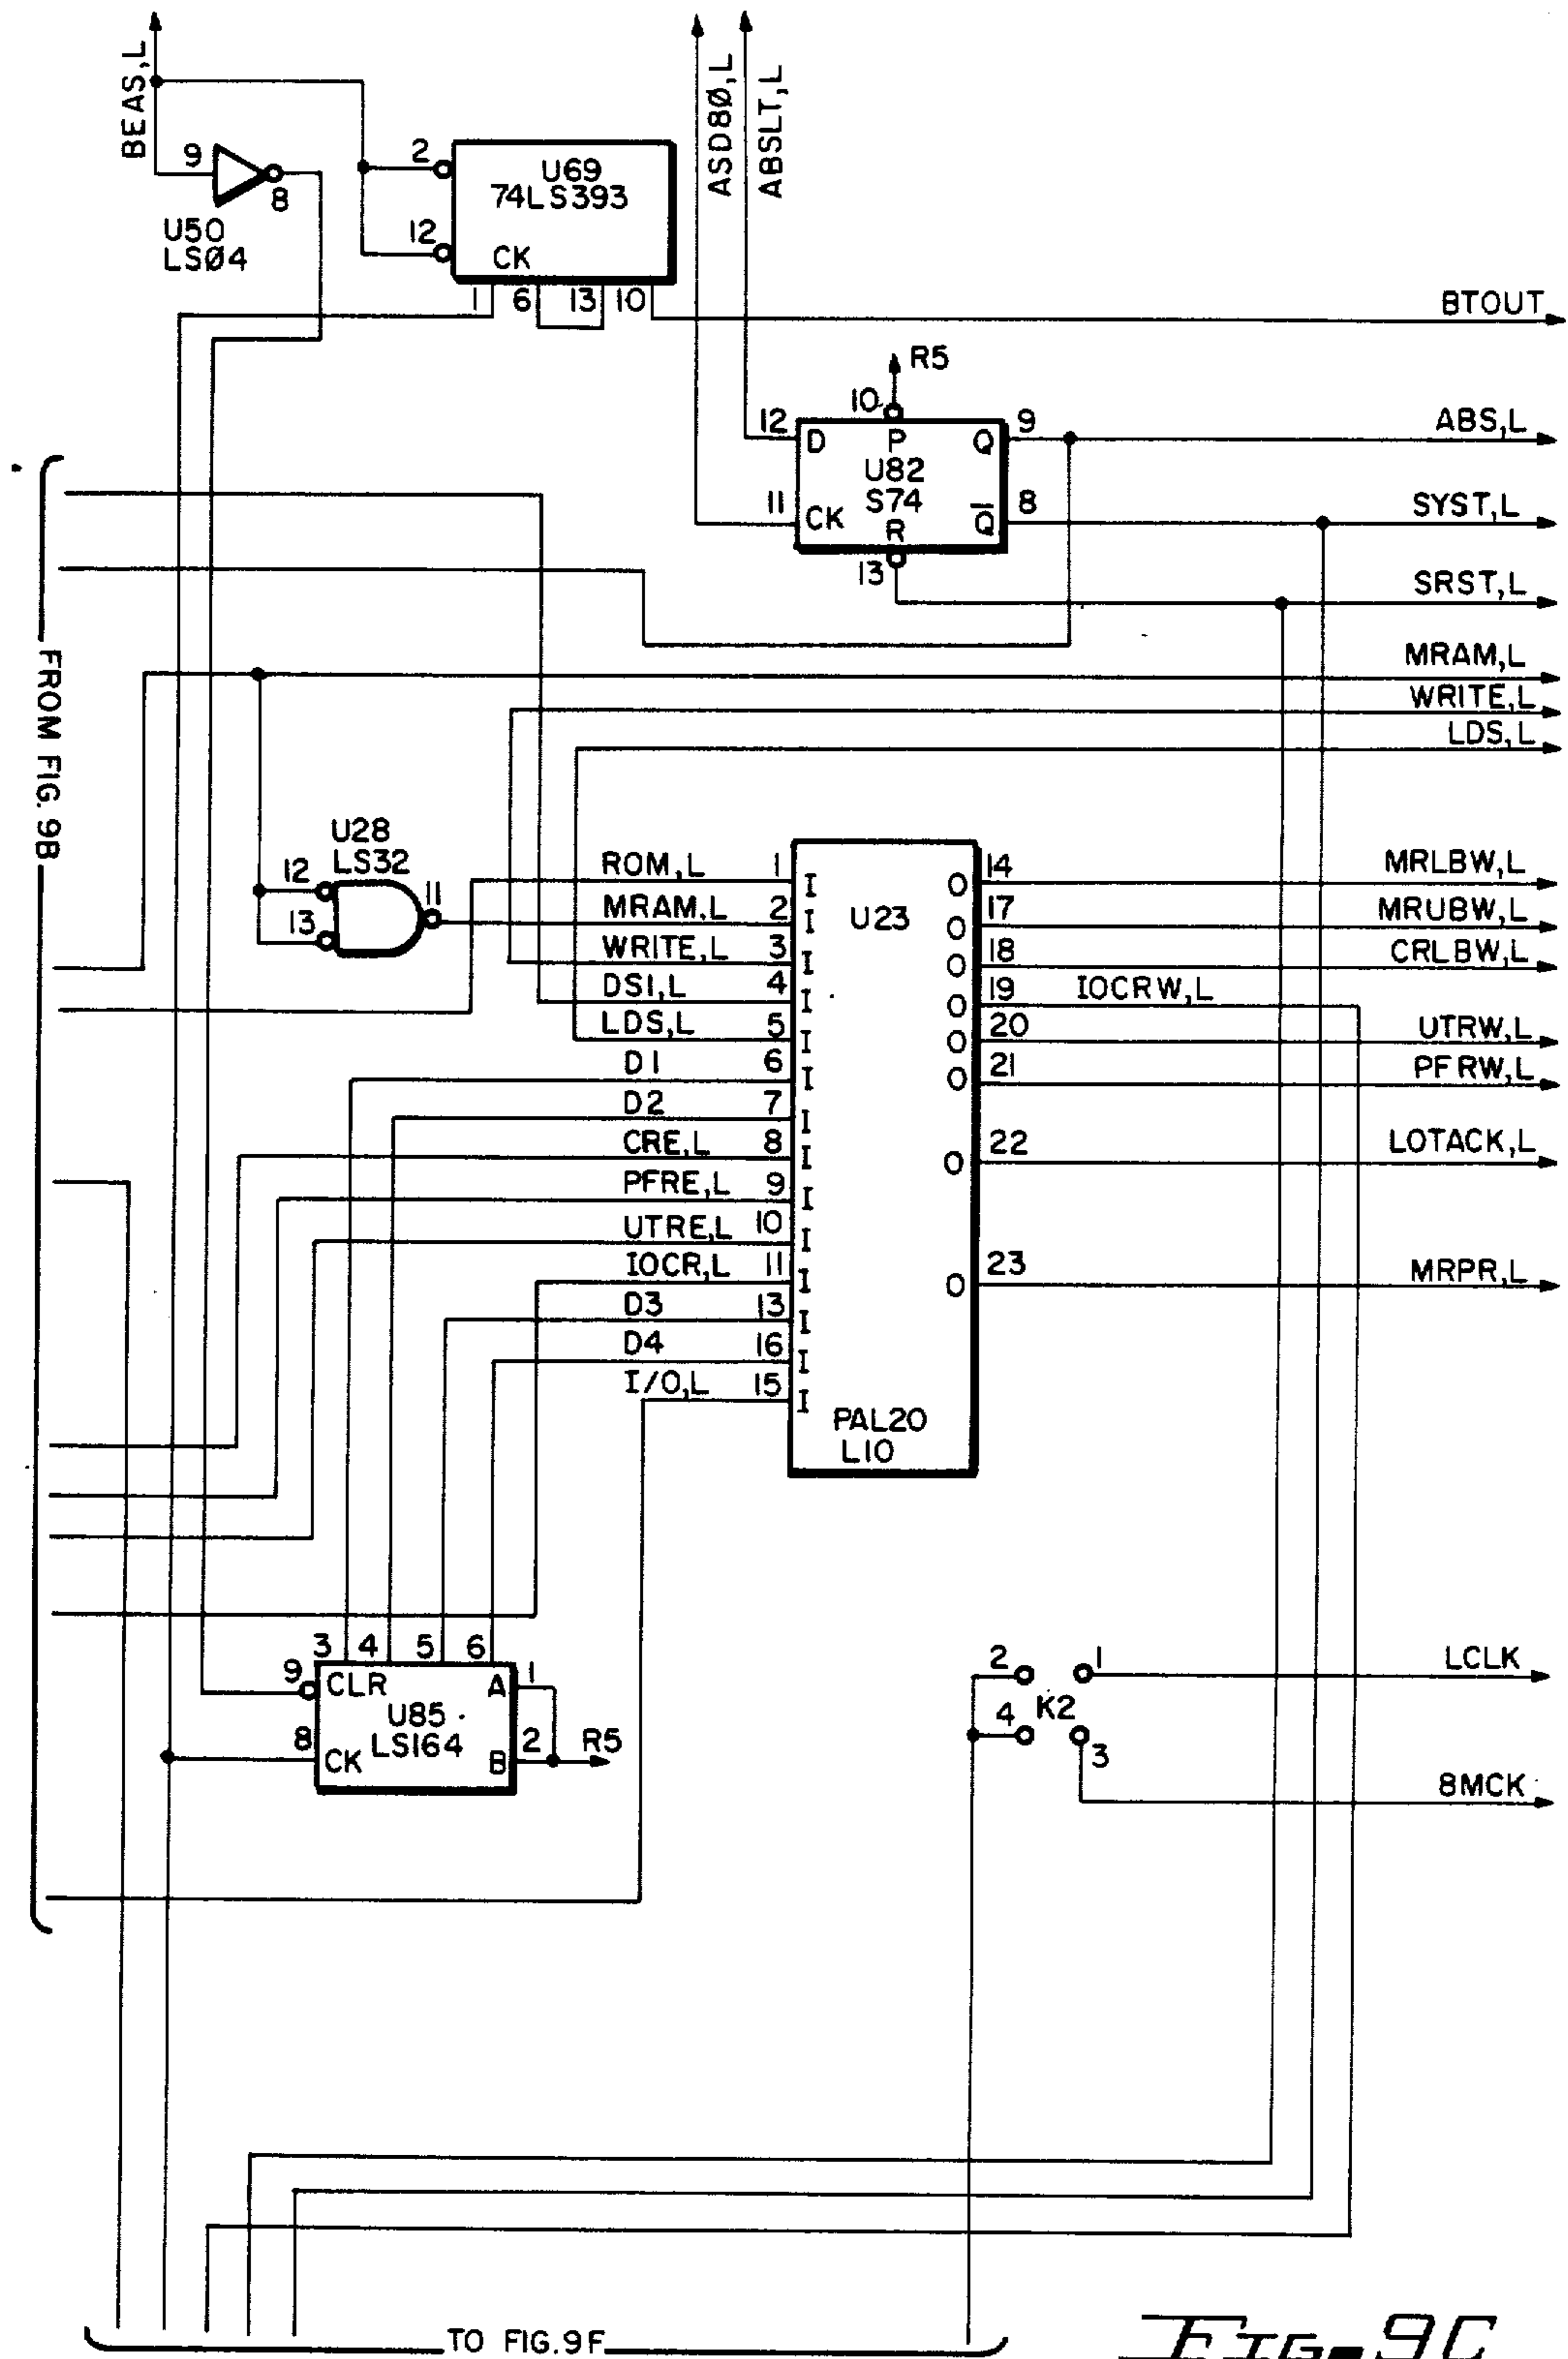 BEAS,L
ASD8Ø,L
ABSLT,L
9
8
U50
LSØ4
2
12
U69
74LS393
CK
1
6
13
10
BTOUT
R5
10
12
D
P
Q
9
ABS,L
U82
S74
11
CK
R
Q̅
8
SYST,L
13
SRST,L
MRAM,L
WRITE,L
LDS,L
FROM FIG. 9B
U28
LS32
12
13
11
U23
PAL20
L10
ROM,L 1 I
MRAM,L 2 I
WRITE,L 3 I
DS1,L 4 I
LDS,L 5 I
D1 6 I
D2 7 I
CRE,L 8 I
PFRE,L 9 I
UTRE,L 10 I
IOCR,L 11 I
D3 13 I
D4 16 I
I/O,L 15 I
O 14 MRLBW,L
O 17 MRUBW,L
O 18 CRLBW,L
O 19 IOCRW,L
O 20 UTRW,L
O 21 PFRW,L
O 22 LOTACK,L
O 23 MRPR,L
3 4 5 6
9
CLR
A
1
U85
LS164
8
CK
B
2
R5
2
1
LCLK
K2
4
3
8MCK
TO FIG. 9F
FIG. 9C